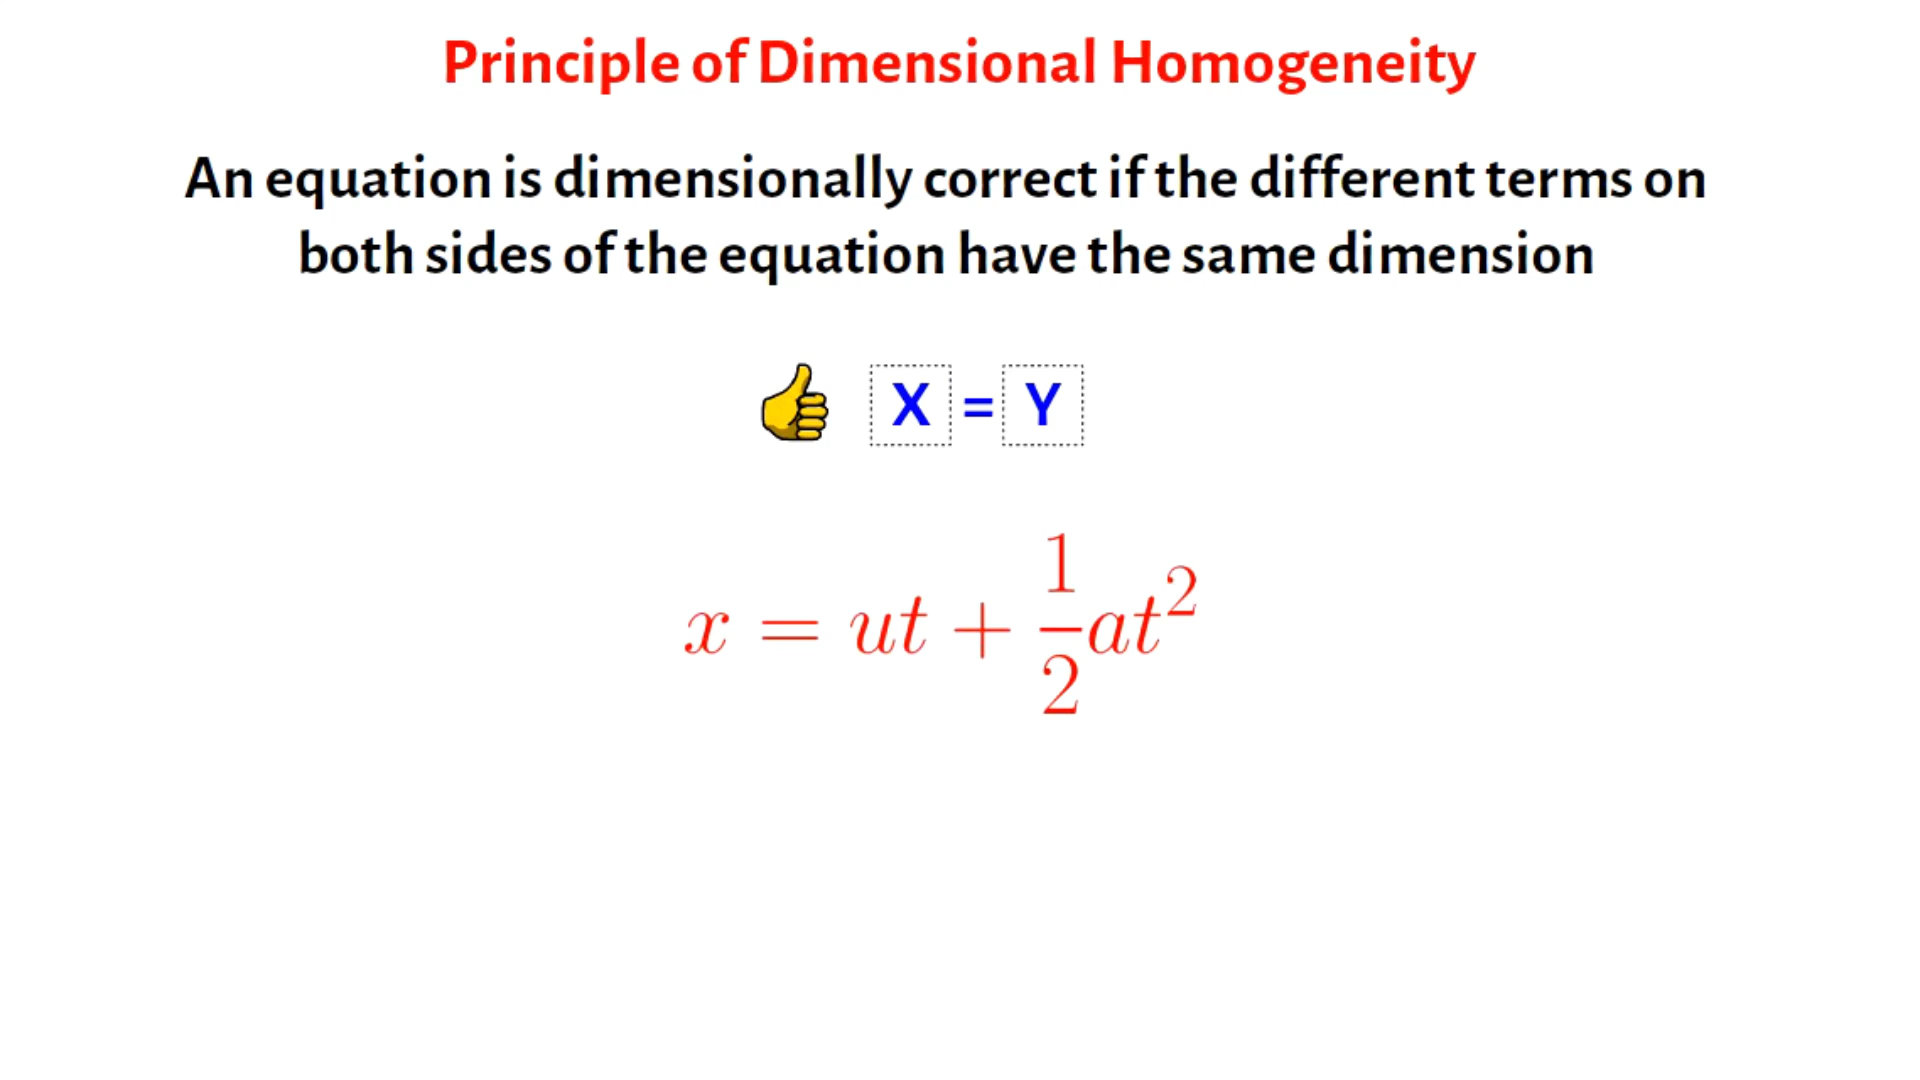 Principle of Dimensional Homogeneity
An equation is dimensionally correct if the different terms on
both sides of the equation have the same dimension
X = Y
x = ut + \frac{1}{2}at^2